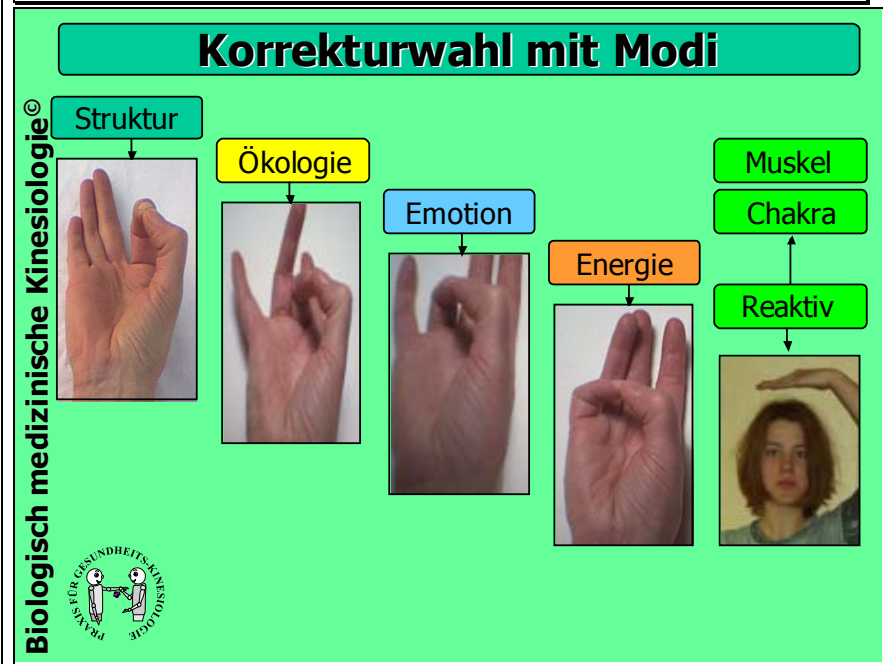 Korrekturwahl mit Modi
Biologisch medizinische Kinesiologie©
Struktur
Ökologie
Emotion
Energie
Muskel
Chakra
Reaktiv
PRAXIS FÜR GESUNDHEITS-KINESIOLOGIE